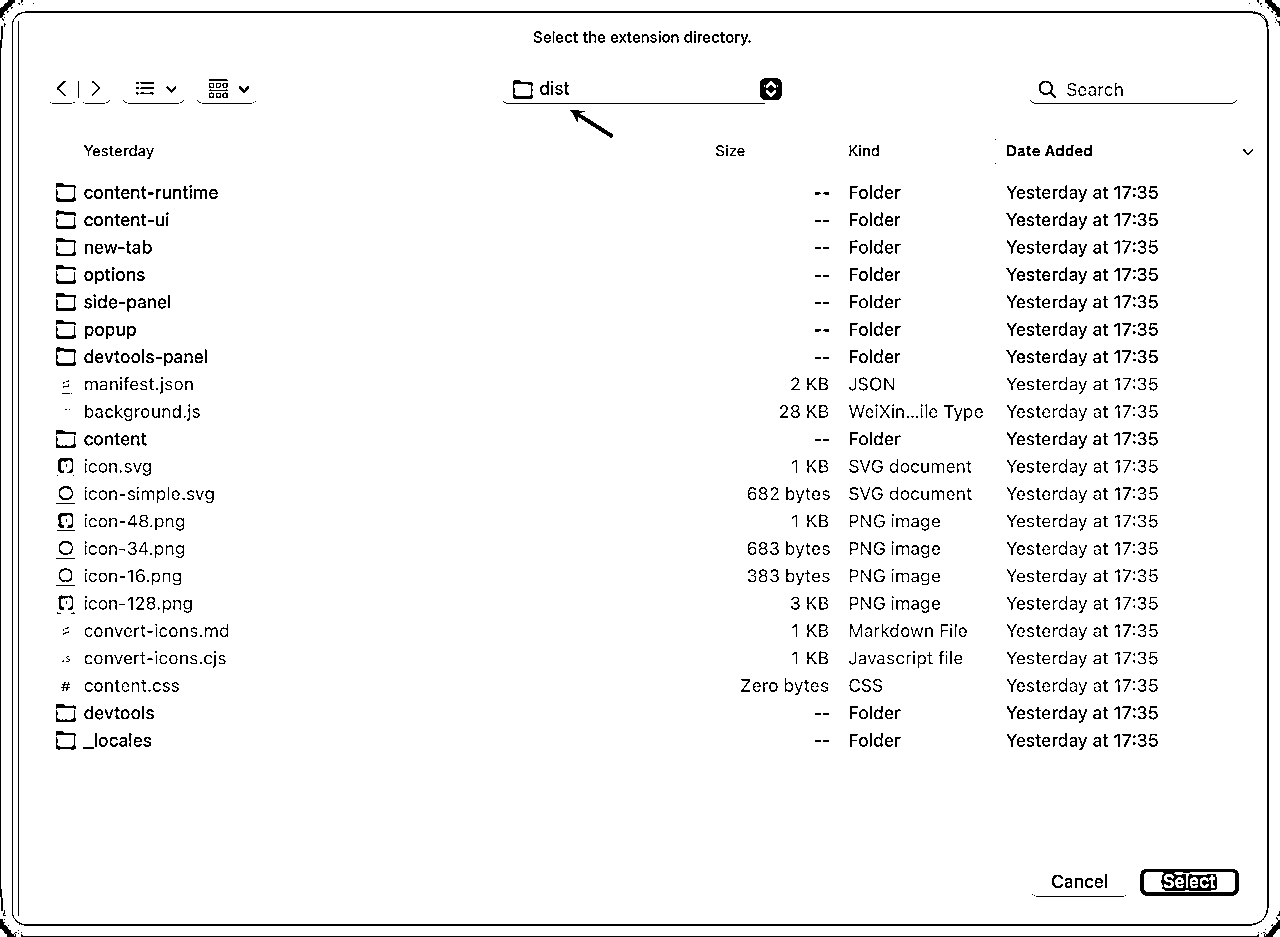 Select the extension directory.
dist
Search
Yesterday Size Kind Date Added
content-runtime -- Folder Yesterday at 17:35
content-ui -- Folder Yesterday at 17:35
new-tab -- Folder Yesterday at 17:35
options -- Folder Yesterday at 17:35
side-panel -- Folder Yesterday at 17:35
popup -- Folder Yesterday at 17:35
devtools-panel -- Folder Yesterday at 17:35
manifest.json 2 KB JSON Yesterday at 17:35
background.js 28 KB WeiXin...ile Type Yesterday at 17:35
content -- Folder Yesterday at 17:35
icon.svg 1 KB SVG document Yesterday at 17:35
icon-simple.svg 682 bytes SVG document Yesterday at 17:35
icon-48.png 1 KB PNG image Yesterday at 17:35
icon-34.png 683 bytes PNG image Yesterday at 17:35
icon-16.png 383 bytes PNG image Yesterday at 17:35
icon-128.png 3 KB PNG image Yesterday at 17:35
convert-icons.md 1 KB Markdown File Yesterday at 17:35
convert-icons.cjs 1 KB Javascript file Yesterday at 17:35
content.css Zero bytes CSS Yesterday at 17:35
devtools -- Folder Yesterday at 17:35
_locales -- Folder Yesterday at 17:35
Cancel Select